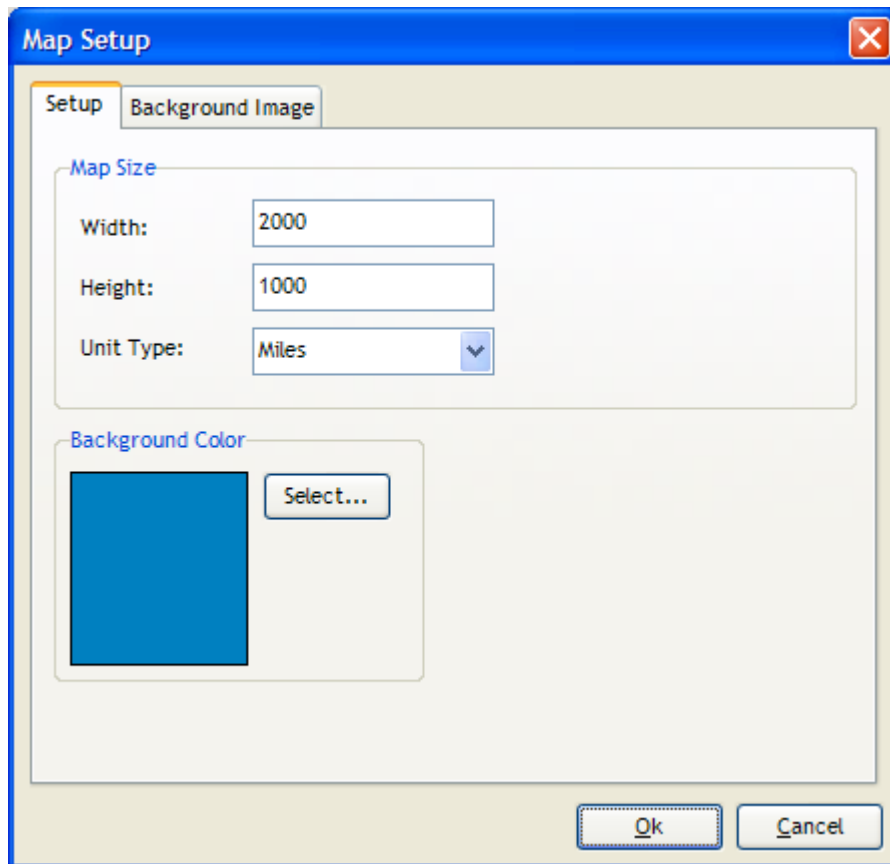 Map Setup
Setup Background Image
Map Size
Width: 2000
Height: 1000
Unit Type: Miles
Background Color
Select...
Ok Cancel